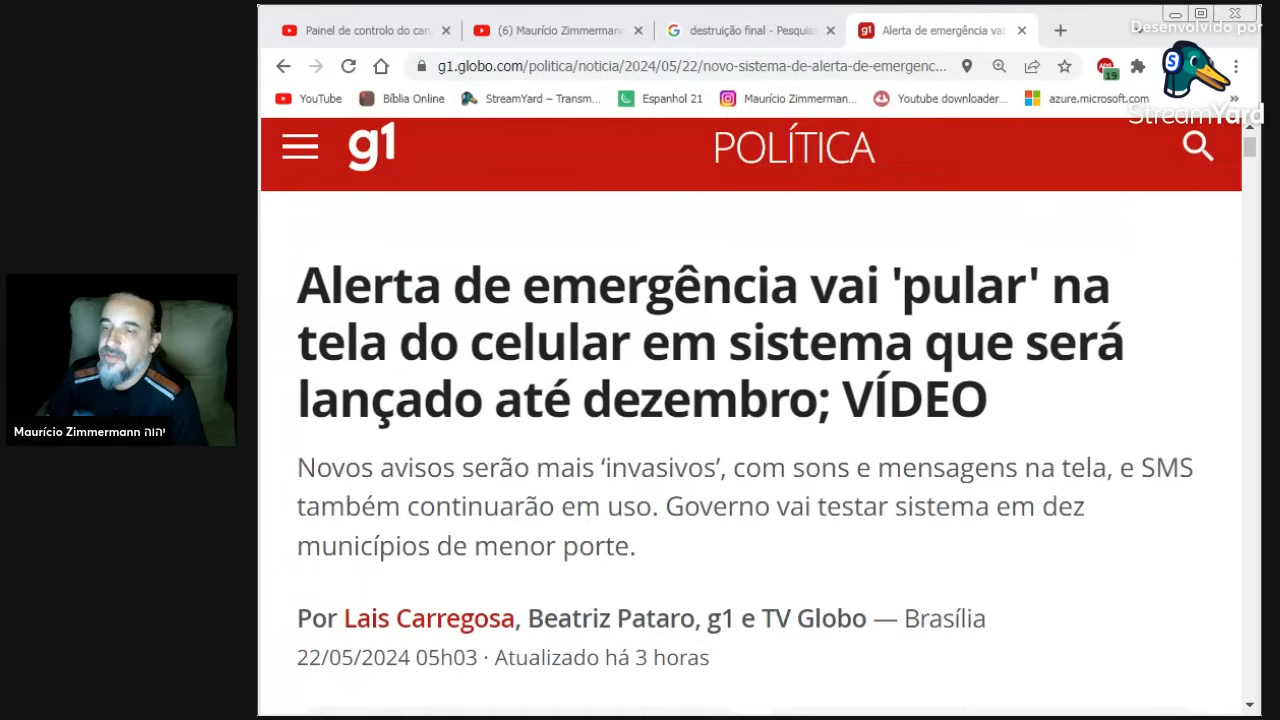 Painel de controlo do can
(6) Maurício Zimmermann
destruição final - Pesquisa
g1
Alerta de emergência vai
Desenvolvido por
g1.globo.com/politica/noticia/2024/05/22/novo-sistema-de-alerta-de-emergenc...
19
S
YouTube
Bíblia Online
StreamYard – Transm...
Espanhol 21
Maurício Zimmerman...
Youtube downloader...
azure.microsoft.com
»
StreamYard
g1
POLÍTICA
Alerta de emergência vai 'pular' na
tela do celular em sistema que será
lançado até dezembro; VÍDEO
Novos avisos serão mais ‘invasivos’, com sons e mensagens na tela, e SMS
também continuarão em uso. Governo vai testar sistema em dez
municípios de menor porte.
Por Lais Carregosa, Beatriz Pataro, g1 e TV Globo — Brasília
22/05/2024 05h03 · Atualizado há 3 horas
Maurício Zimmermann יהוה